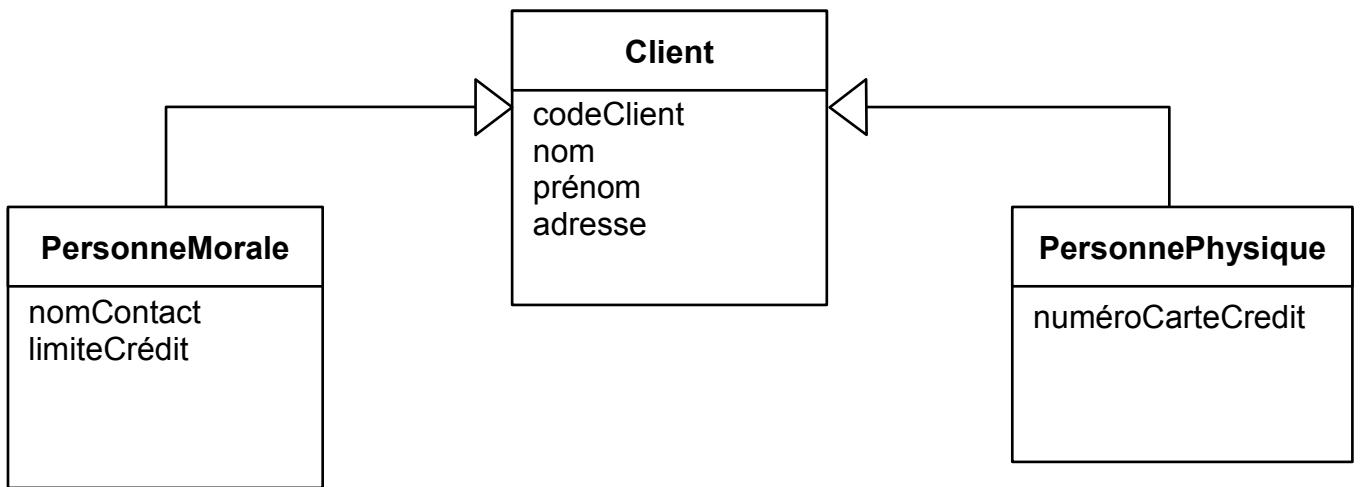 Client
codeClient
nom
prénom
adresse
PersonneMorale
nomContact
limiteCrédit
PersonnePhysique
numéroCarteCredit